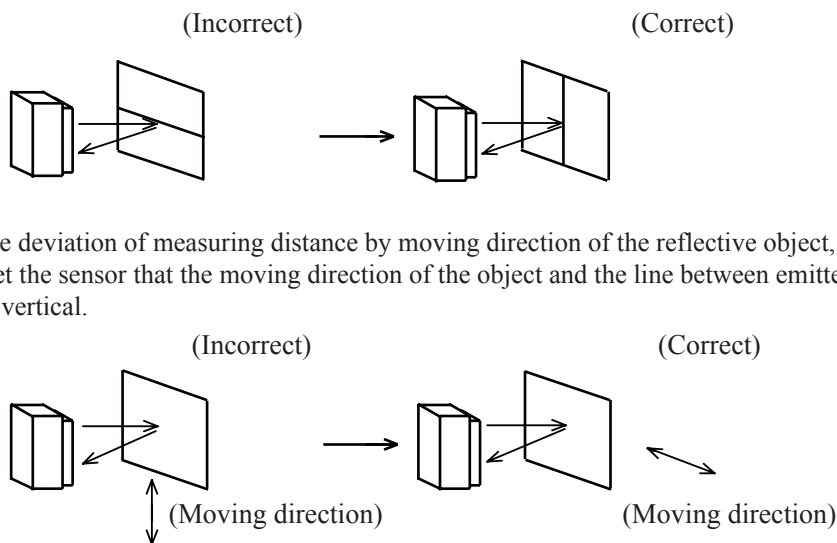 (Incorrect) (Correct)
e deviation of measuring distance by moving direction of the reflective object,
et the sensor that the moving direction of the object and the line between emitte
vertical.
(Incorrect) (Correct)
(Moving direction) (Moving direction)